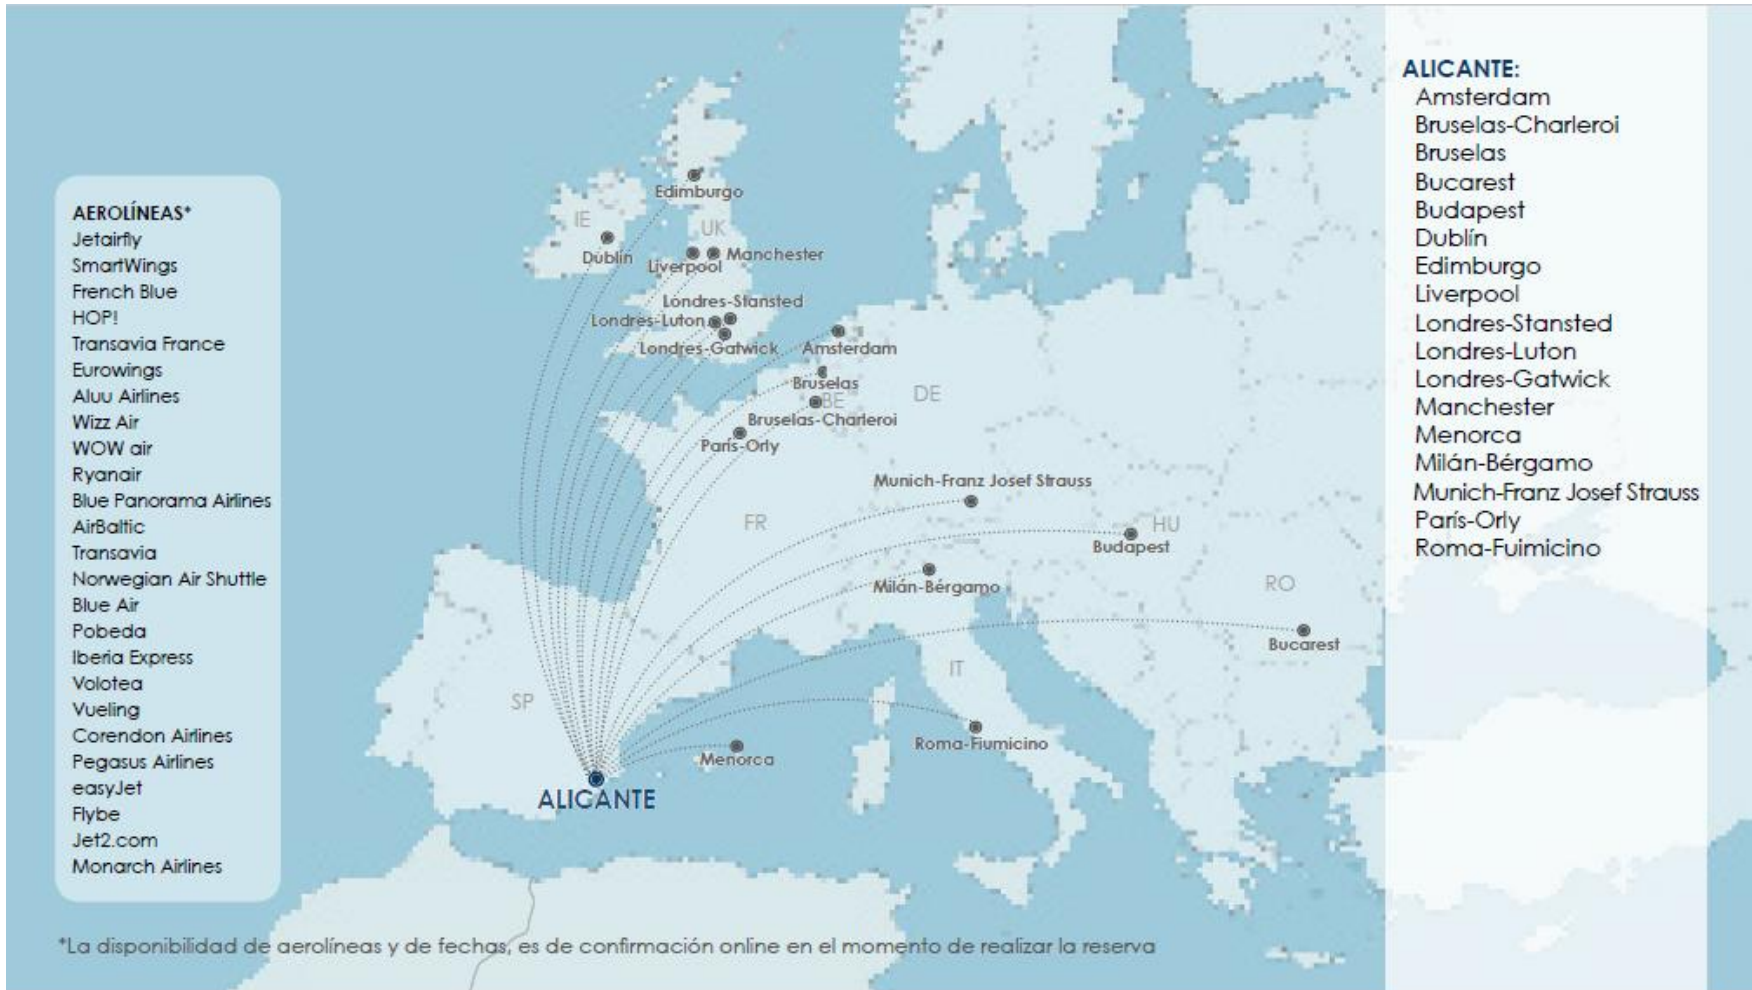 AEROLÍNEAS*
Jetairfly
SmartWings
French Blue
HOP!
Transavia France
Eurowings
Aluu Airlines
Wizz Air
WOW air
Ryanair
Blue Panorama Airlines
AirBaltic
Transavia
Norwegian Air Shuttle
Blue Air
Pobeda
Iberia Express
Volotea
Vueling
Corendon Airlines
Pegasus Airlines
easyJet
Flybe
Jet2.com
Monarch Airlines
Edimburgo
IE
UK
Dublín
Liverpool
Manchester
Londres-Stansted
Londres-Luton
Londres-Gatwick
Amsterdam
Bruselas
BE
DE
Bruselas-Charleroi
París-Orly
Munich-Franz Josef Strauss
FR
HU
Budapest
Milán-Bérgamo
RO
Bucarest
IT
SP
Roma-Fiumicino
Menorca
ALICANTE
ALICANTE:
Amsterdam
Bruselas-Charleroi
Bruselas
Bucarest
Budapest
Dublín
Edimburgo
Liverpool
Londres-Stansted
Londres-Luton
Londres-Gatwick
Manchester
Menorca
Milán-Bérgamo
Munich-Franz Josef Strauss
París-Orly
Roma-Fuimicino
*La disponibilidad de aerolíneas y de fechas, es de confirmación online en el momento de realizar la reserva